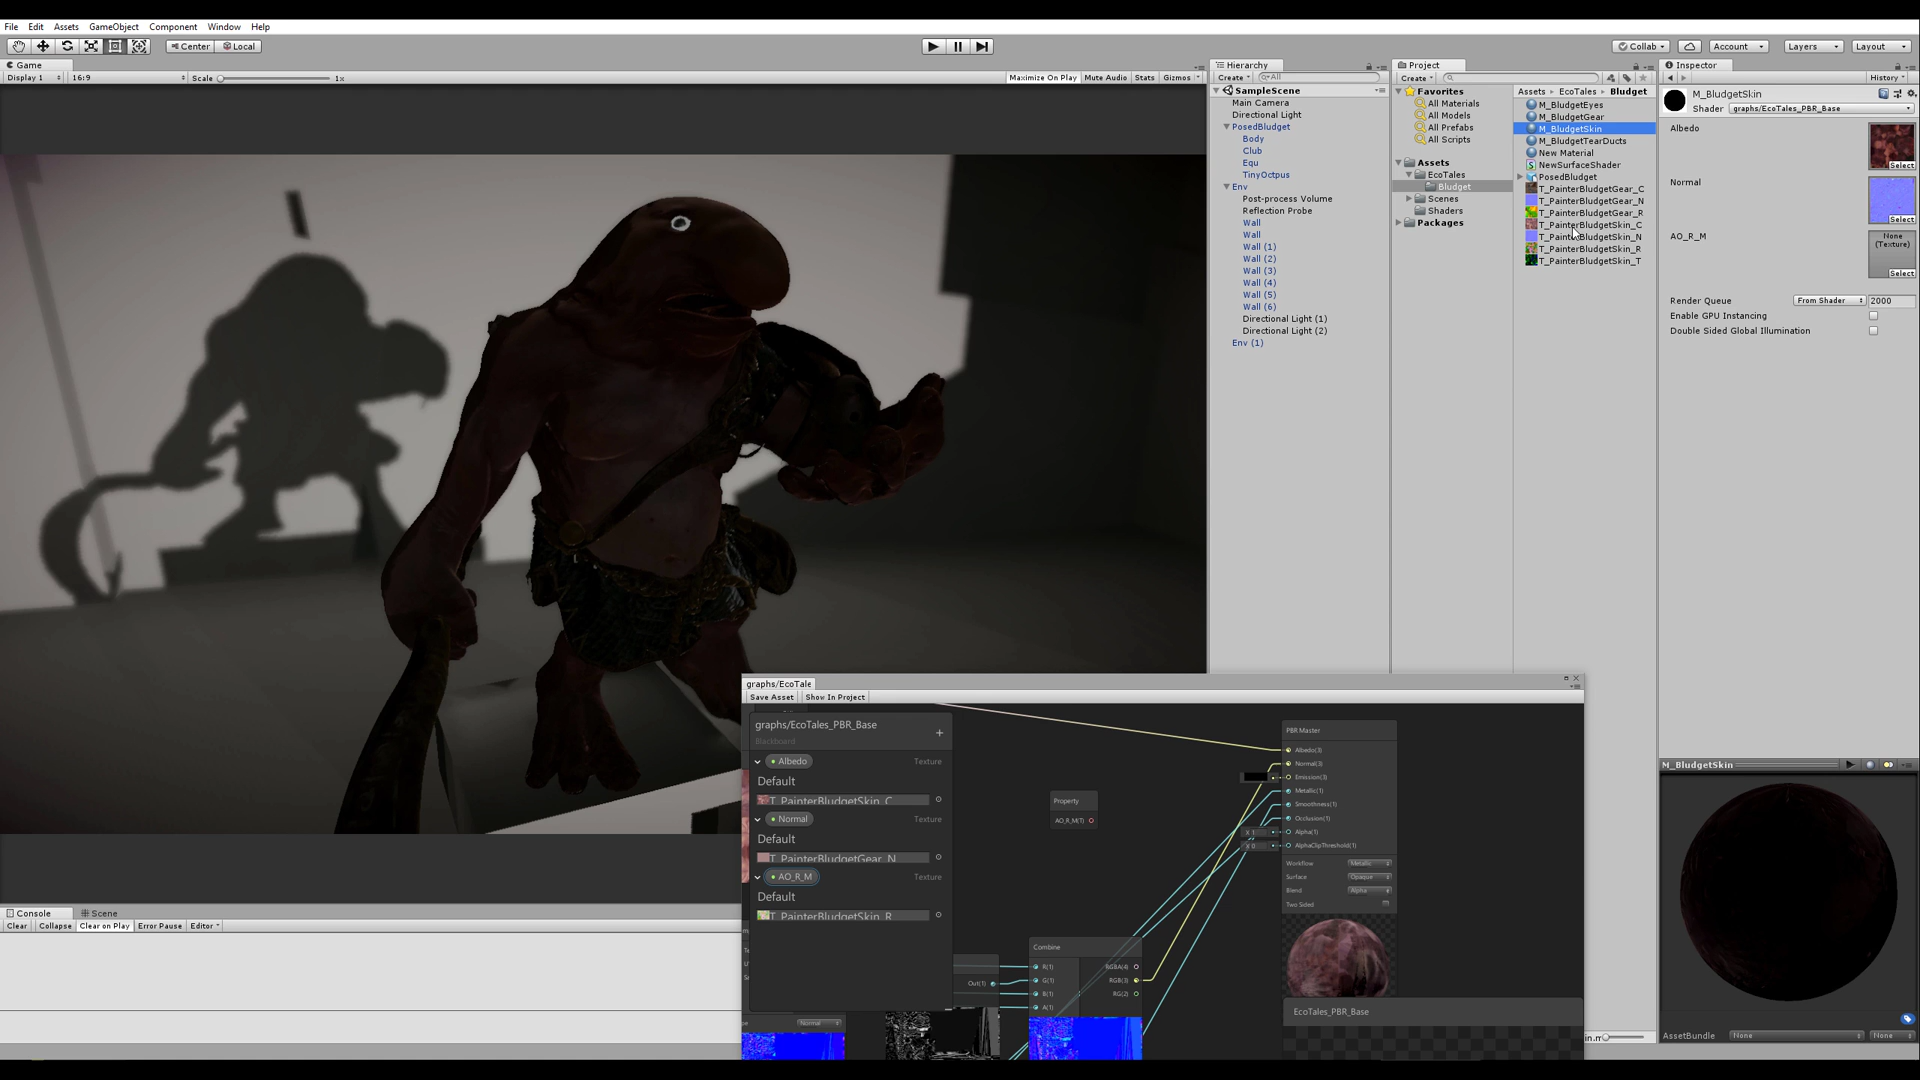 File Edit Assets GameObject Component Window Help
Center Local
Collab Account Layers Layout
Game
Display 1 16:9 Scale 1x Maximize On Play Mute Audio Stats Gizmos
Hierarchy
Create All
SampleScene
Main Camera
Directional Light
PosedBudget
Body
Club
Equ
TinyOctpus
Env
Post-process Volume
Reflection Probe
Wall
Wall
Wall (1)
Wall (2)
Wall (3)
Wall (4)
Wall (5)
Wall (6)
Directional Light (1)
Directional Light (2)
Env (1)
Project
Create
Favorites
All Materials
All Models
All Prefabs
All Scripts
Assets
EcoTales
Bludget
Scenes
Shaders
Packages
Assets EcoTales Bludget
M_BludgetEyes
M_BludgetGear
M_BludgetSkin
M_BludgetTearDucts
New Material
NewSurfaceShader
PosedBudget
T_PainterBludgetGear_C
T_PainterBludgetGear_N
T_PainterBludgetGear_R
T_PainterBludgetSkin_C
T_PainterBludgetSkin_N
T_PainterBludgetSkin_R
T_PainterBludgetSkin_T
Inspector
History
M_BludgetSkin
Shader graphs/EcoTales_PBR_Base
Albedo
Select
Normal
Select
AO_R_M
None
(Texture)
Select
Render Queue From Shader 2000
Enable GPU Instancing
Double Sided Global Illumination
graphs/EcoTale
Save Asset Show In Project
graphs/EcoTales_PBR_Base
Blackboard
Albedo Texture
Default
T_PainterBludgetSkin_C
Normal Texture
Default
T_PainterBludgetGear_N
AO_R_M Texture
Default
T_PainterBludgetSkin_R
Property
AO_R_M(T)
PBR Master
Albedo(3)
Normal(3)
Emission(3)
Metallic(1)
Smoothness(1)
Occlusion(1)
X 1 Alpha(1)
X 0 AlphaClipThreshold(1)
Workflow Metallic
Surface Opaque
Blend Alpha
Two Sided
Combine
R(1) RGBA(4)
Out(1) G(1) RGB(3)
B(1) RG(2)
A(1)
Normal
EcoTales_PBR_Base
Console Scene
Clear Collapse Clear on Play Error Pause Editor
M_BludgetSkin
AssetBundle None None